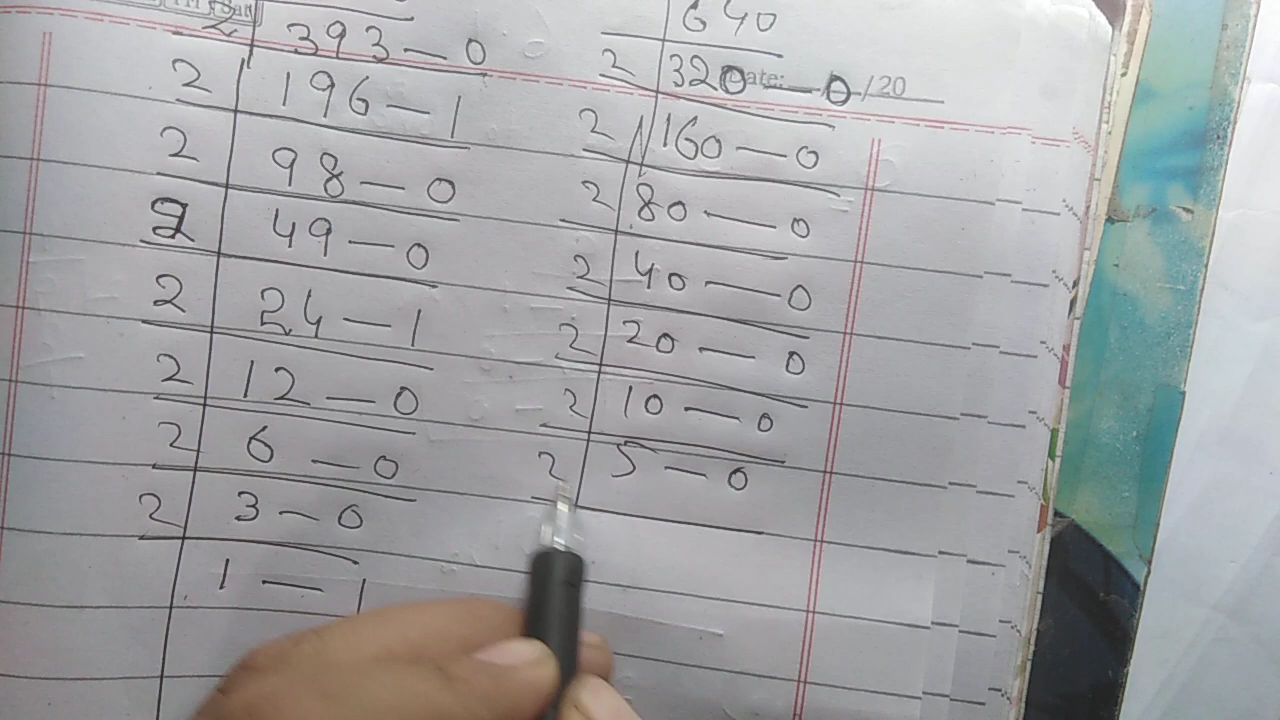 Fri Sat
2 393 — 0
2 196 — 1
2 98 — 0
2 49 — 0
2 24 — 1
2 12 — 0
2 6 — 0
2 3 — 0
1 — 1
640
2 320 — 0
Date: /20
2 160 — 0
2 80 — 0
2 40 — 0
2 20 — 0
2 10 — 0
2 5 — 0